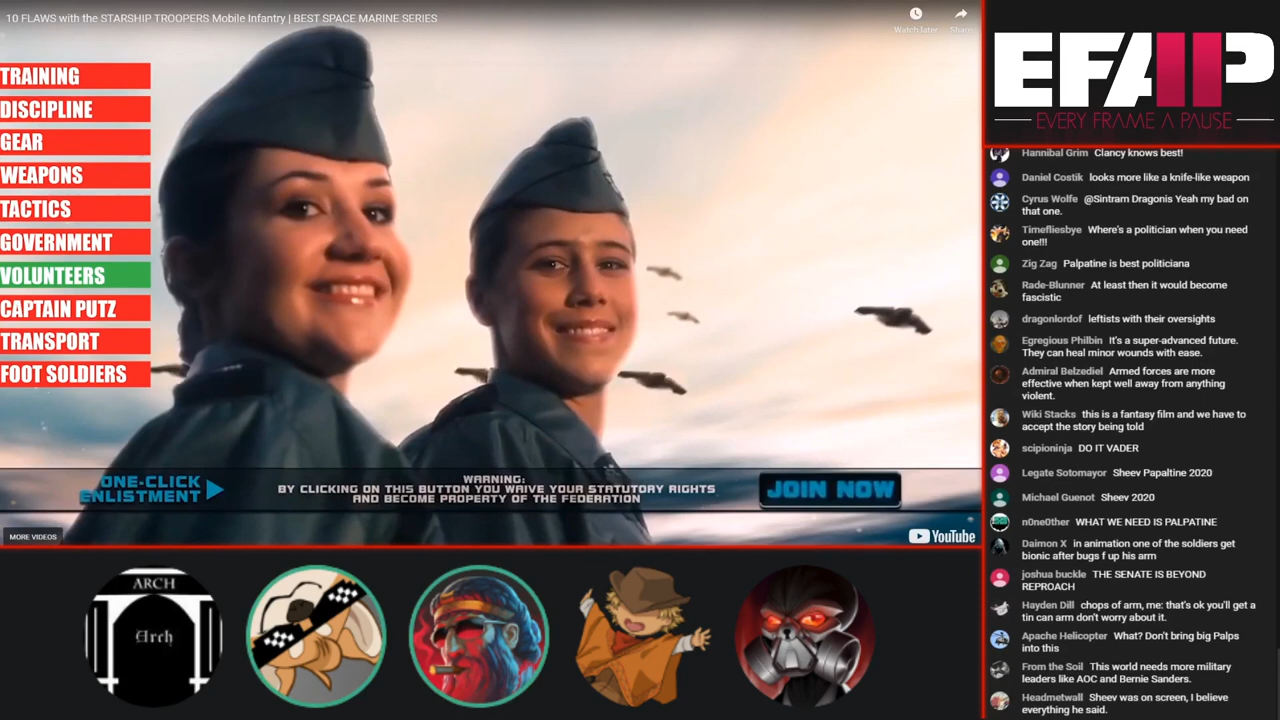 10 FLAWS with the STARSHIP TROOPERS Mobile Infantry | BEST SPACE MARINE SERIES
Watch later
Share
TRAINING
DISCIPLINE
GEAR
WEAPONS
TACTICS
GOVERNMENT
VOLUNTEERS
CAPTAIN PUTZ
TRANSPORT
FOOT SOLDIERS
ONE-CLICK
ENLISTMENT
WARNING:
BY CLICKING ON THIS BUTTON YOU WAIVE YOUR STATUTORY RIGHTS
AND BECOME PROPERTY OF THE FEDERATION
JOIN NOW
MORE VIDEOS
YouTube
ARCH
Arch
EFAP
EVERY FRAME A PAUSE
Hannibal Grim Clancy knows best!
Daniel Costik looks more like a knife-like weapon
Cyrus Wolfe @Sintram Dragonis Yeah my bad on
that one.
Timefliesbye Where's a politician when you need
one!!!
Zig Zag Palpatine is best politiciana
Rade-Blunner At least then it would become
fascistic
dragonlordof leftists with their oversights
Egregious Philbin It's a super-advanced future.
They can heal minor wounds with ease.
Admiral Belzediel Armed forces are more
effective when kept well away from anything
violent.
Wiki Stacks this is a fantasy film and we have to
accept the story being told
scipioninja DO IT VADER
Legate Sotomayor Sheev Papaltine 2020
Michael Guenot Sheev 2020
n0ne0ther WHAT WE NEED IS PALPATINE
Daimon X in animation one of the soldiers get
bionic after bugs f up his arm
joshua buckle THE SENATE IS BEYOND
REPROACH
Hayden Dill chops of arm, me: that's ok you'll get a
tin can arm don't worry about it.
Apache Helicopter What? Don't bring big Palps
into this
From the Soil This world needs more military
leaders like AOC and Bernie Sanders.
Headmetwall Sheev was on screen, I believe
everything he said.